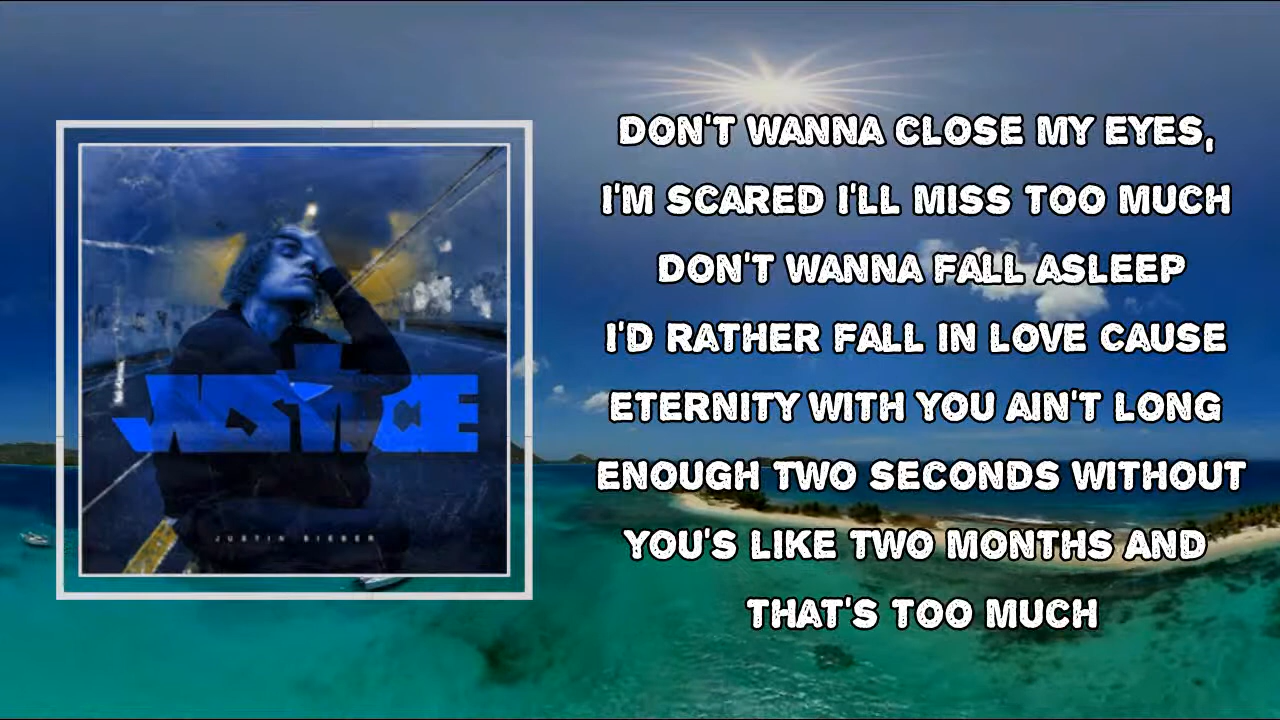 JUSTICE
JUSTIN BIEBER
DON'T WANNA CLOSE MY EYES,
I'M SCARED I'LL MISS TOO MUCH
DON'T WANNA FALL ASLEEP
I'D RATHER FALL IN LOVE CAUSE
ETERNITY WITH YOU AIN'T LONG
ENOUGH TWO SECONDS WITHOUT
YOU'S LIKE TWO MONTHS AND
THAT'S TOO MUCH